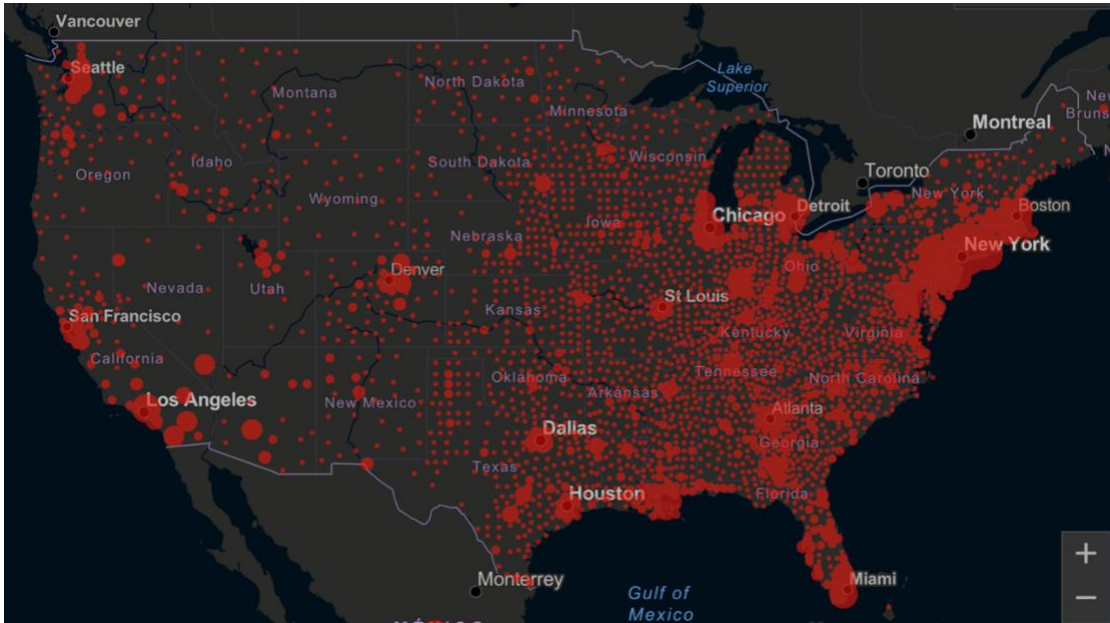 Vancouver
Seattle
Montana
North Dakota
Minnesota
Lake
Superior
Montreal
Oregon
Idaho
Wyoming
South Dakota
Wisconsin
Toronto
New York
Boston
Chicago
Detroit
Iowa
Nebraska
Nevada
Utah
Denver
Ohio
New York
San Francisco
Kansas
St Louis
California
Kentucky
Virginia
Los Angeles
New Mexico
Oklahoma
Arkansas
Tennessee
North Carolina
Atlanta
Dallas
Georgia
Texas
Houston
Florida
Monterrey
Gulf of
Mexico
Miami
+
−